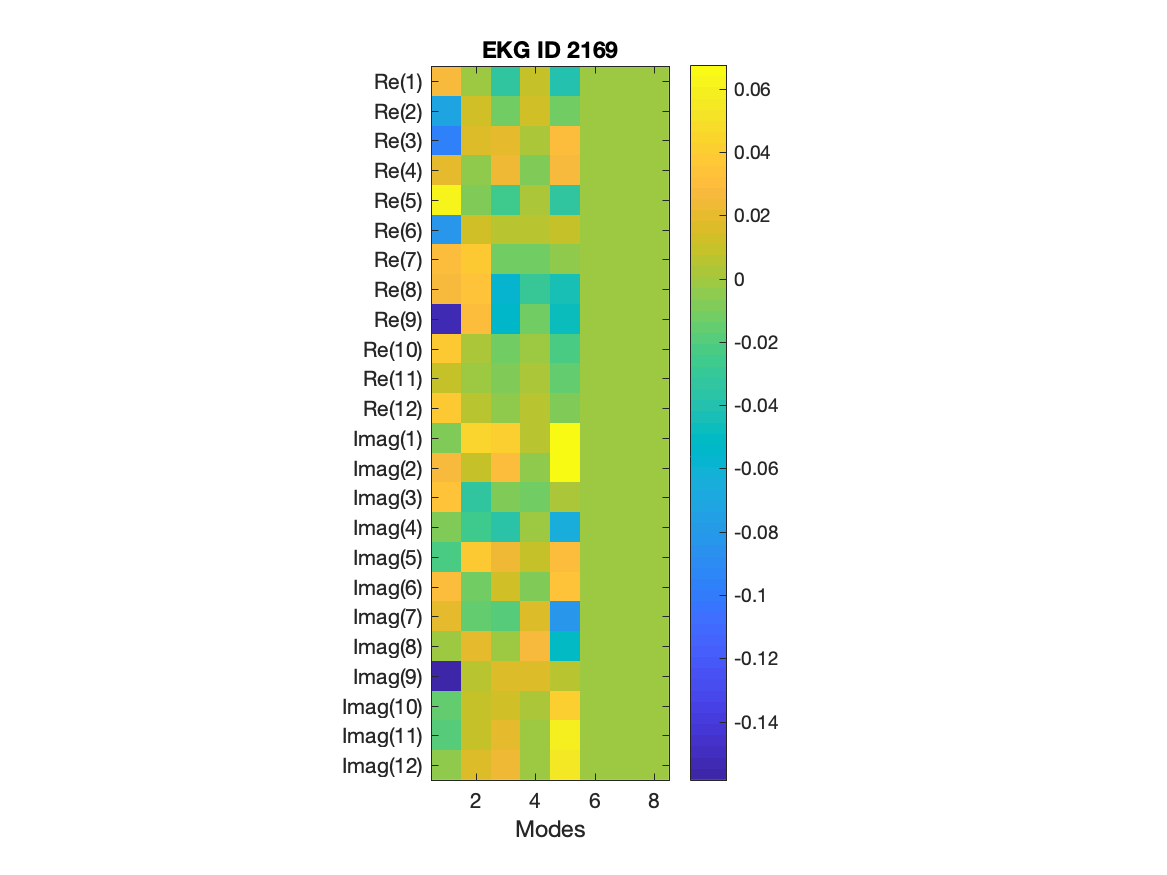 EKG ID 2169
Re(1)
Re(2)
Re(3)
Re(4)
Re(5)
Re(6)
Re(7)
Re(8)
Re(9)
Re(10)
Re(11)
Re(12)
Imag(1)
Imag(2)
Imag(3)
Imag(4)
Imag(5)
Imag(6)
Imag(7)
Imag(8)
Imag(9)
Imag(10)
Imag(11)
Imag(12)
2 4 6 8
Modes
0.06
0.04
0.02
0
-0.02
-0.04
-0.06
-0.08
-0.1
-0.12
-0.14